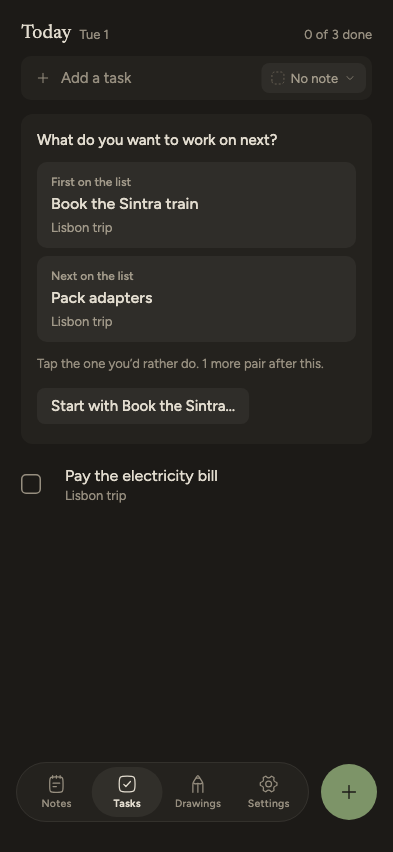 Today Tue 1 0 of 3 done
Add a task No note
What do you want to work on next?
First on the list
Book the Sintra train
Lisbon trip
Next on the list
Pack adapters
Lisbon trip
Tap the one you’d rather do. 1 more pair after this.
Start with Book the Sintra…
Pay the electricity bill
Lisbon trip
Notes Tasks Drawings Settings